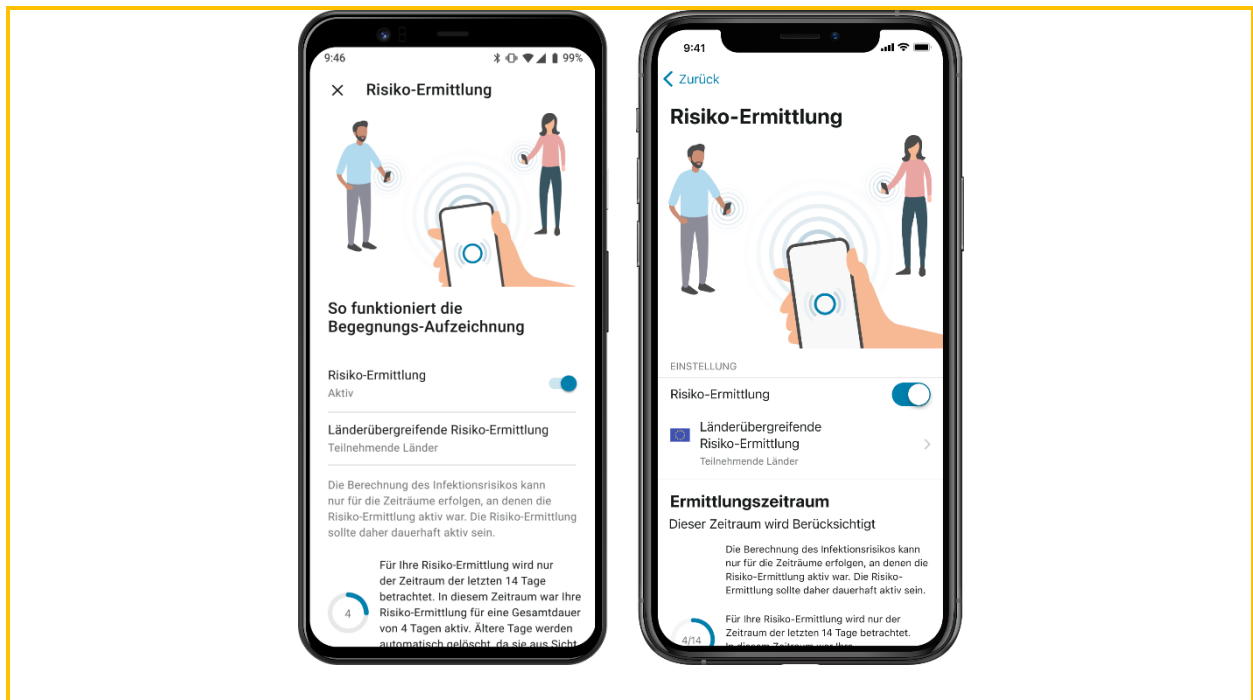 9:46
99%
Risiko-Ermittlung
So funktioniert die
Begegnungs-Aufzeichnung
Risiko-Ermittlung
Aktiv
Länderübergreifende Risiko-Ermittlung
Teilnehmende Länder
Die Berechnung des Infektionsrisikos kann
nur für die Zeiträume erfolgen, an denen die
Risiko-Ermittlung aktiv war. Die Risiko-Ermittlung
sollte daher dauerhaft aktiv sein.
4
Für Ihre Risiko-Ermittlung wird nur
der Zeitraum der letzten 14 Tage
betrachtet. In diesem Zeitraum war Ihre
Risiko-Ermittlung für eine Gesamtdauer
von 4 Tagen aktiv. Ältere Tage werden
automatisch gelöscht, da sie aus Sicht
9:41
Zurück
Risiko-Ermittlung
EINSTELLUNG
Risiko-Ermittlung
Länderübergreifende
Risiko-Ermittlung
Teilnehmende Länder
Ermittlungszeitraum
Dieser Zeitraum wird Berücksichtigt
Die Berechnung des Infektionsrisikos kann
nur für die Zeiträume erfolgen, an denen die
Risiko-Ermittlung aktiv war. Die Risiko-
Ermittlung sollte daher dauerhaft aktiv sein.
4/14
Für Ihre Risiko-Ermittlung wird nur der
Zeitraum der letzten 14 Tage betrachtet.
In diesem Zeitraum war Ihre